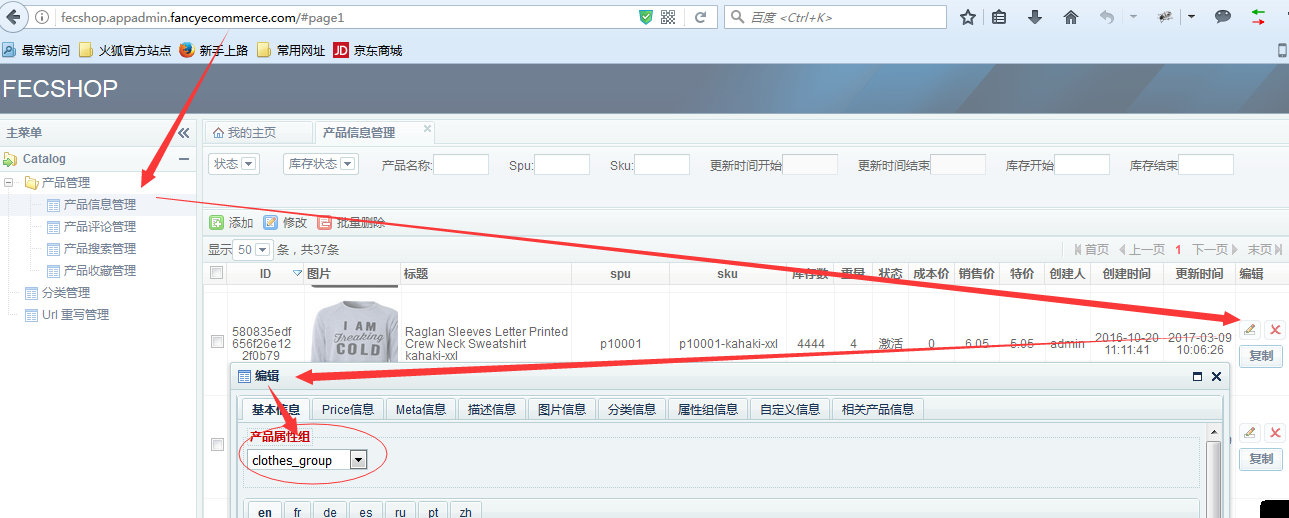 fecshop.appadmin.fancyecommerce.com/#page1
百度 <Ctrl+K>
最常访问 火狐官方站点 新手上路 常用网址 JD 京东商城
FECSHOP
主菜单
Catalog
产品管理
产品信息管理
产品评论管理
产品搜索管理
产品收藏管理
分类管理
Url 重写管理
我的主页 产品信息管理
状态 库存状态 产品名称: Spu: Sku: 更新时间开始 更新时间结束 库存开始 库存结束
添加 修改 批量删除
显示 50 条，共37条 首页 上一页 1 下一页 末页
ID 图片 标题 spu sku 库存数 重量 状态 成本价 销售价 特价 创建人 创建时间 更新时间 编辑
I AM
Freaking
COLD
580835edf
656f26e12
2f0b79
Raglan Sleeves Letter Printed
Crew Neck Sweatshirt
kahaki-xxl
p10001 p10001-kahaki-xxl 4444 4 激活 0 6.05 5.05 admin
2016-10-20
11:11:41
2017-03-09
10:06:26
复制
编辑
基本信息 Price信息 Meta信息 描述信息 图片信息 分类信息 属性组信息 自定义信息 相关产品信息
产品属性组
clothes_group
复制
en fr de es ru pt zh